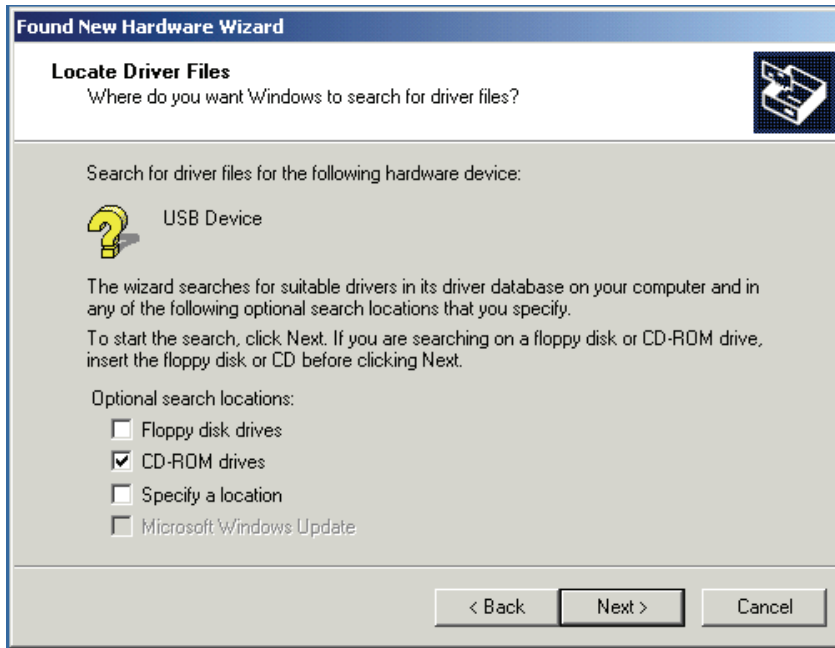 Found New Hardware Wizard
Locate Driver Files
Where do you want Windows to search for driver files?
Search for driver files for the following hardware device:
USB Device
The wizard searches for suitable drivers in its driver database on your computer and in
any of the following optional search locations that you specify.
To start the search, click Next. If you are searching on a floppy disk or CD-ROM drive,
insert the floppy disk or CD before clicking Next.
Optional search locations:
Floppy disk drives
CD-ROM drives
Specify a location
Microsoft Windows Update
< Back
Next >
Cancel